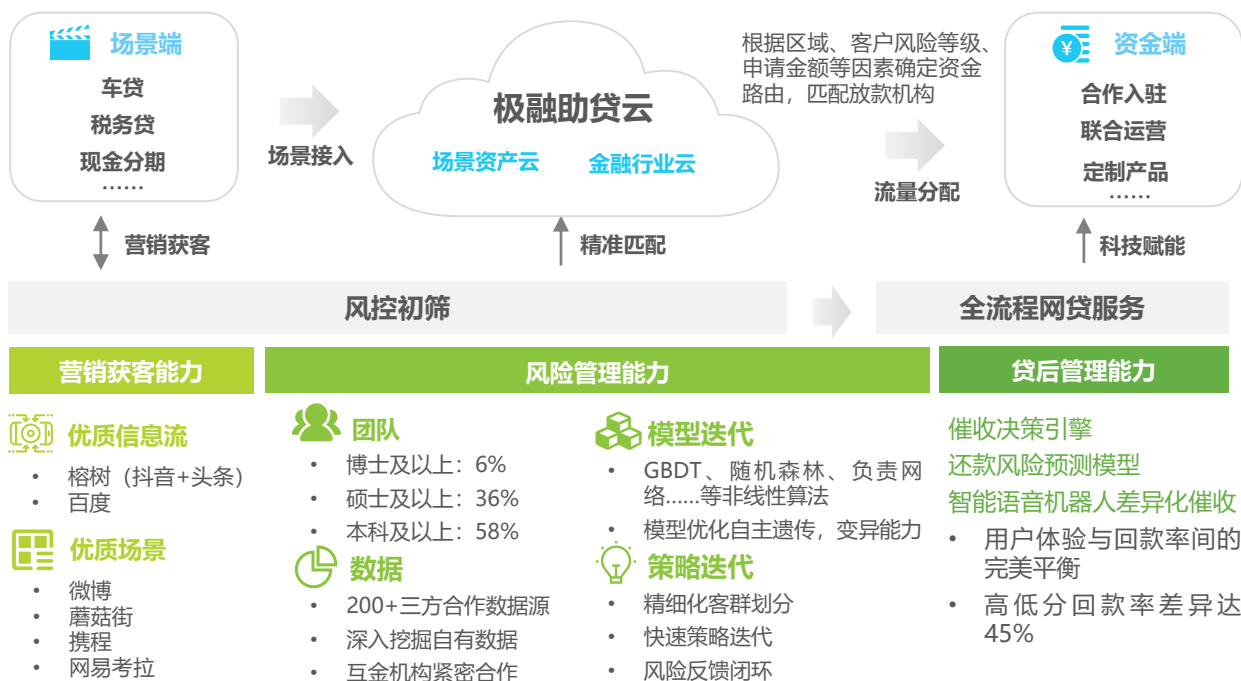 场景端
车贷
税务贷
现金分期
......
场景接入
极融助贷云
场景资产云
金融行业云
根据区域、客户风险等级、
申请金额等因素确定资金
路由，匹配放款机构
流量分配
¥
资金端
合作入驻
联合运营
定制产品
......
营销获客
精准匹配
科技赋能
风控初筛
全流程网贷服务
营销获客能力
风险管理能力
贷后管理能力
优质信息流
• 榕树（抖音+头条）
• 百度
优质场景
• 微博
• 蘑菇街
• 携程
• 网易考拉
团队
• 博士及以上：6%
• 硕士及以上：36%
• 本科及以上：58%
数据
• 200+三方合作数据源
• 深入挖掘自有数据
• 互金机构紧密合作
模型迭代
• GBDT、随机森林、负责网
络......等非线性算法
• 模型优化自主遗传，变异能力
策略迭代
• 精细化客群划分
• 快速策略迭代
• 风险反馈闭环
催收决策引擎
还款风险预测模型
智能语音机器人差异化催收
• 用户体验与回款率间的
完美平衡
• 高低分回款率差异达
45%